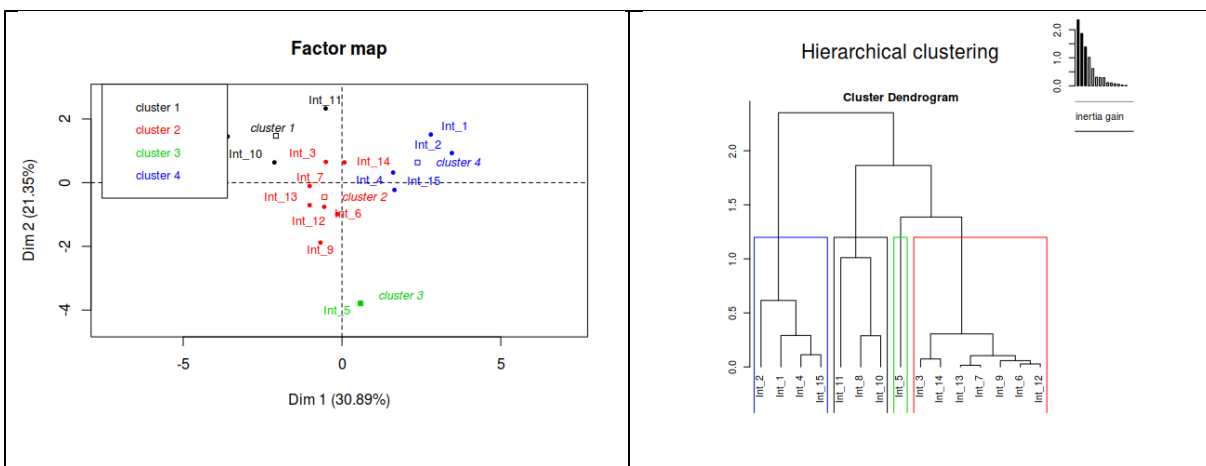 Factor map
cluster 1
cluster 2
cluster 3
cluster 4
Int_11
cluster 1
Int_10
Int_3
Int_14
Int_7
Int_13
cluster 2
Int_12
Int_6
Int_9
Int_1
Int_2
cluster 4
Int_4
Int_15
cluster 3
Int_5
2
0
-2
-4
Dim 2 (21.35%)
-5
0
5
Dim 1 (30.89%)
Hierarchical clustering
2.0
1.0
0.0
inertia gain
Cluster Dendrogram
2.0
1.5
1.0
0.5
0.0
Int_2
Int_1
Int_4
Int_15
Int_11
Int_8
Int_10
Int_5
Int_3
Int_14
Int_13
Int_7
Int_9
Int_6
Int_12